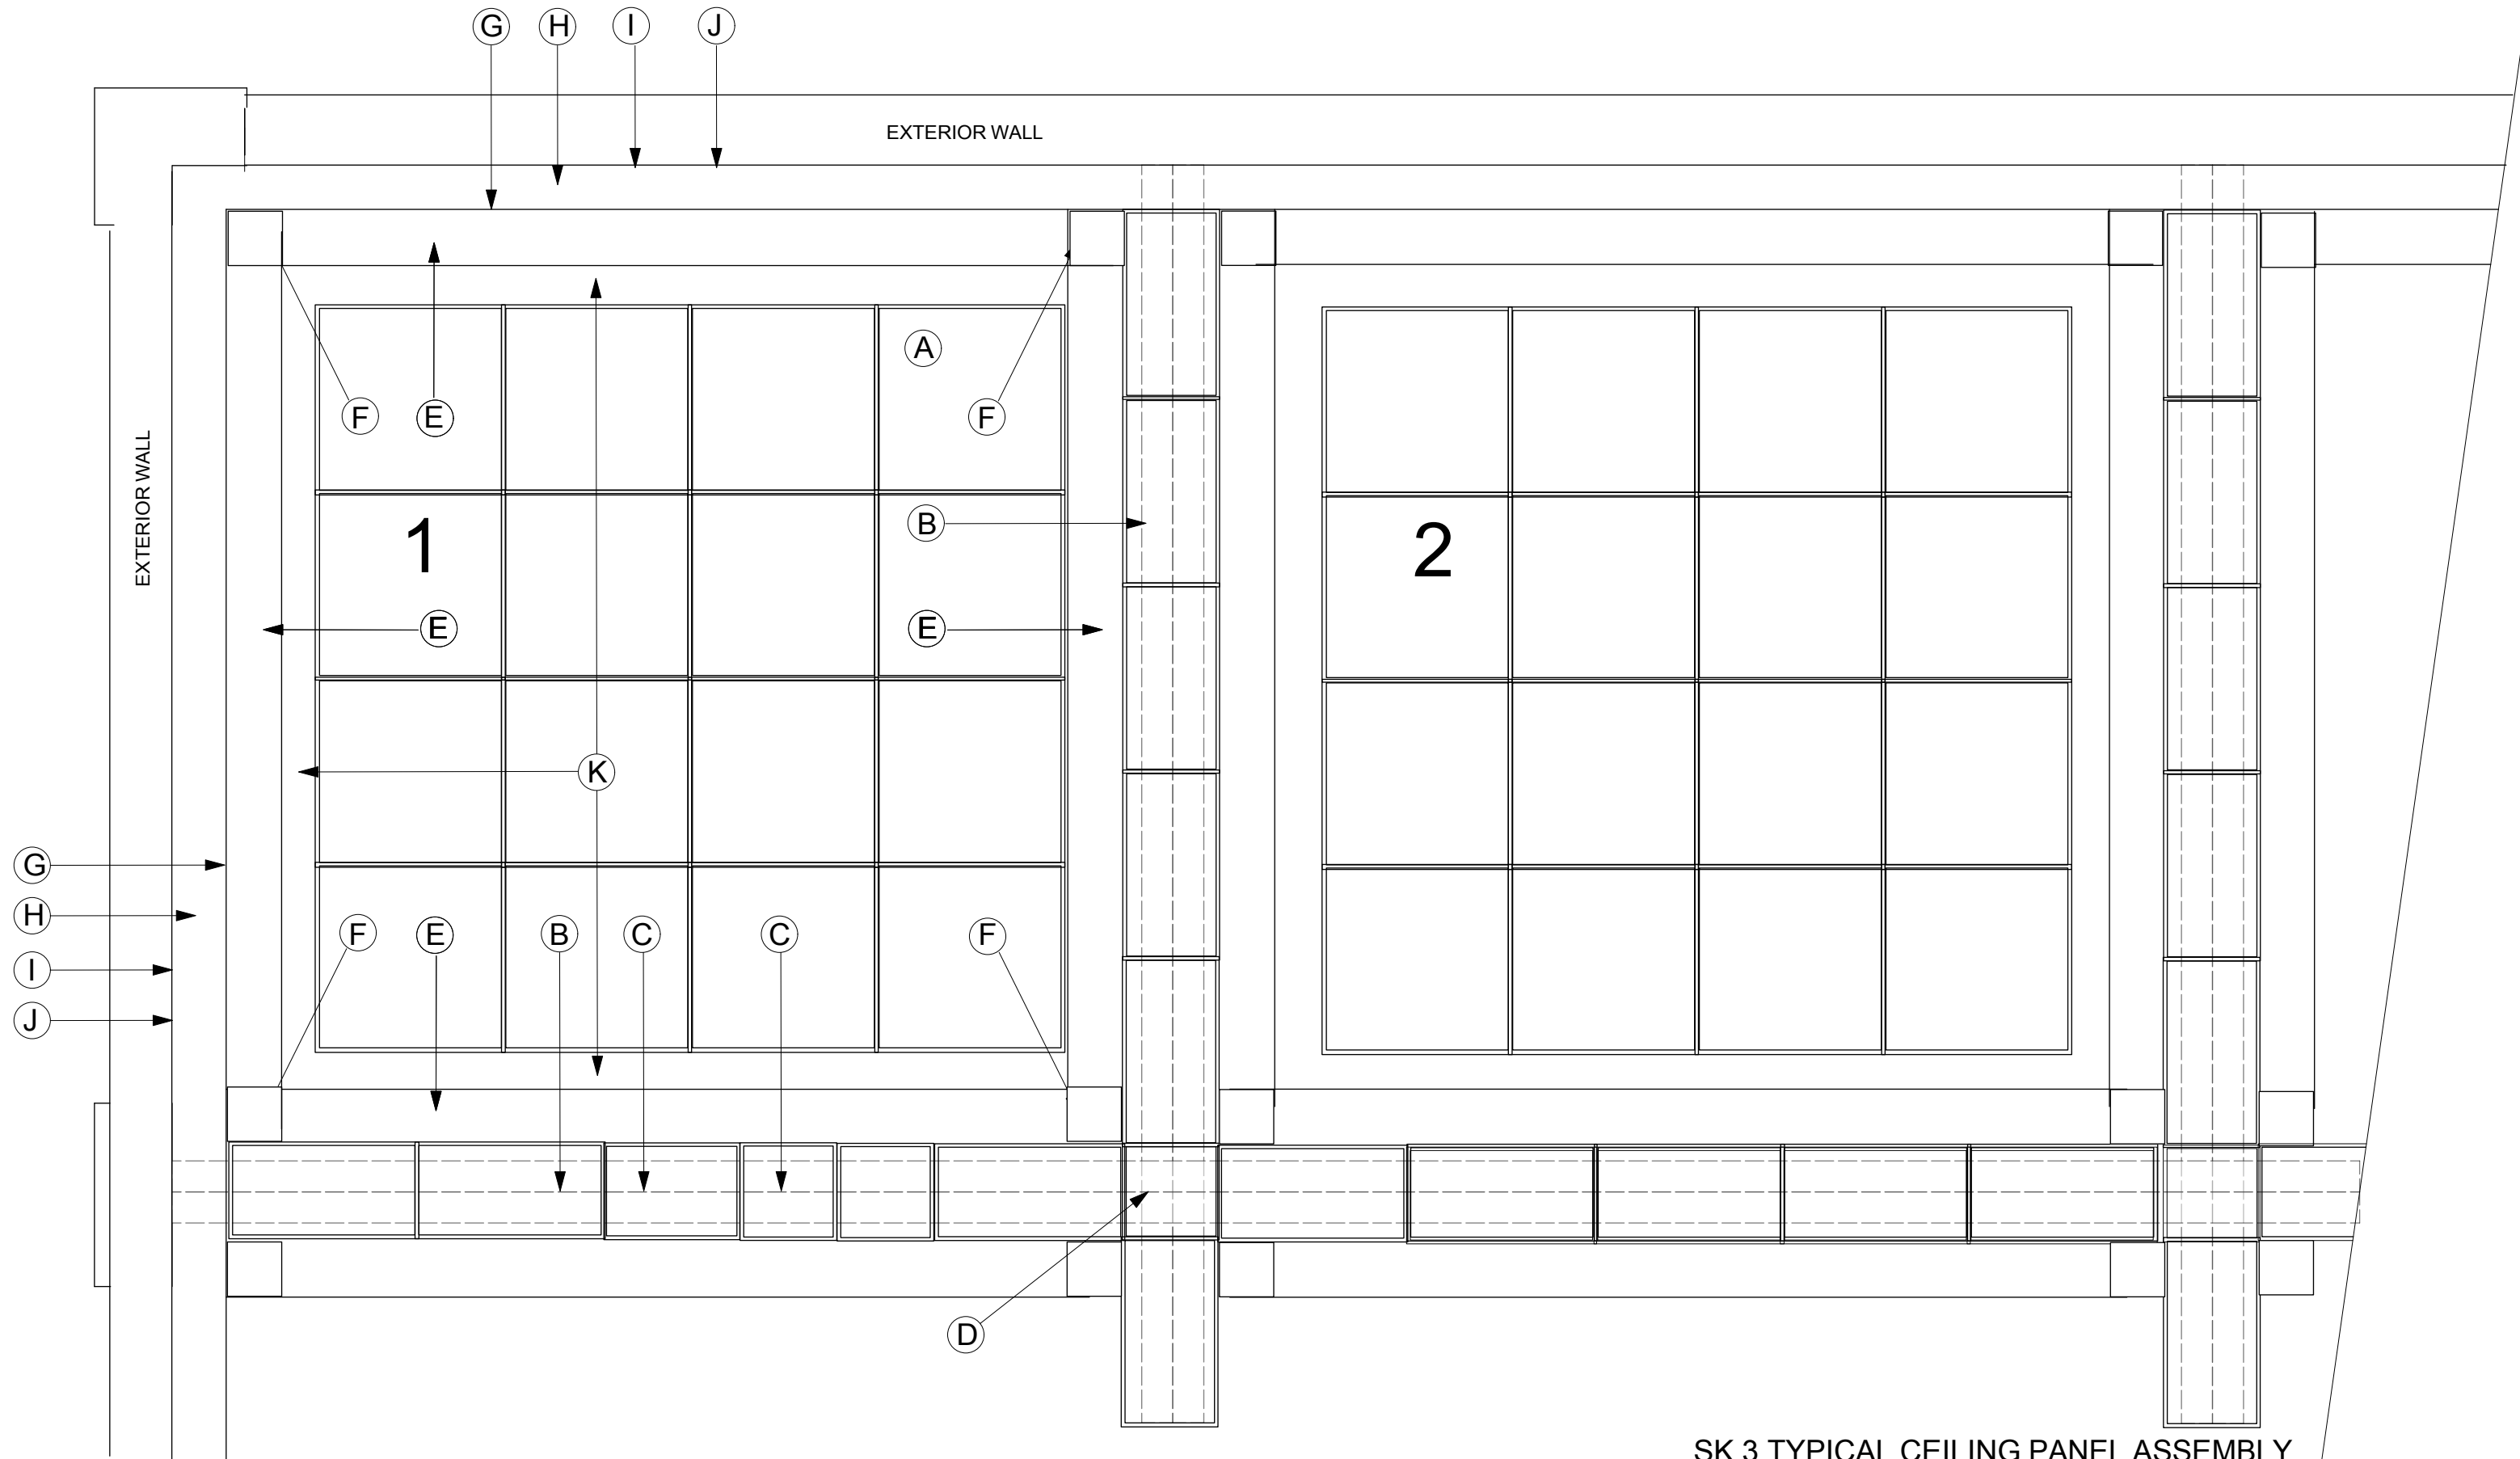 G H I J
EXTERIOR WALL
EXTERIOR WALL
A
F E F
B
1 2
E E
K
G
H
F E B C C F
I
J
D
SK 3 TYPICAL CEILING PANEL ASSEMBLY